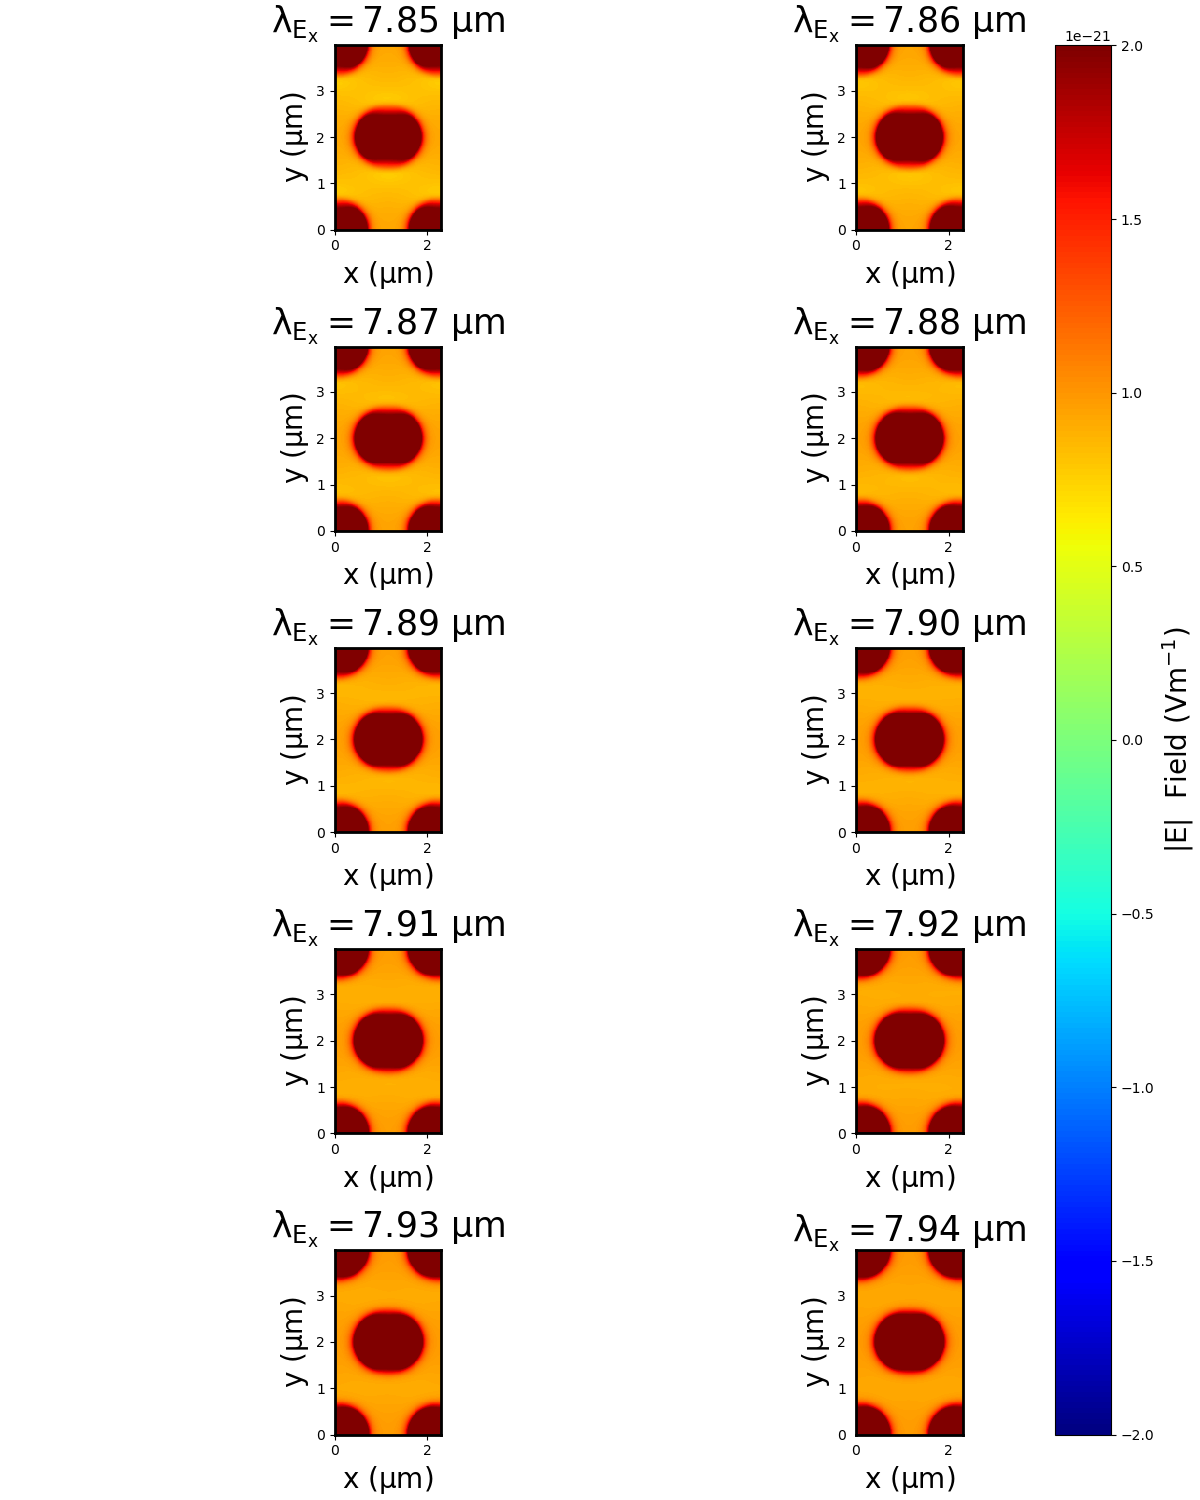 λ_Ex = 7.85 µm
λ_Ex = 7.86 µm
1e−21
y (µm)
3
2
1
0
0 2
x (µm)
y (µm)
3
2
1
0
0 2
x (µm)
λ_Ex = 7.87 µm
λ_Ex = 7.88 µm
y (µm)
3
2
1
0
0 2
x (µm)
y (µm)
3
2
1
0
0 2
x (µm)
λ_Ex = 7.89 µm
λ_Ex = 7.90 µm
y (µm)
3
2
1
0
0 2
x (µm)
y (µm)
3
2
1
0
0 2
x (µm)
λ_Ex = 7.91 µm
λ_Ex = 7.92 µm
y (µm)
3
2
1
0
0 2
x (µm)
y (µm)
3
2
1
0
0 2
x (µm)
λ_Ex = 7.93 µm
λ_Ex = 7.94 µm
y (µm)
3
2
1
0
0 2
x (µm)
y (µm)
3
2
1
0
0 2
x (µm)
2.0
1.5
1.0
0.5
0.0
−0.5
−1.0
−1.5
−2.0
|E| Field (Vm⁻¹)